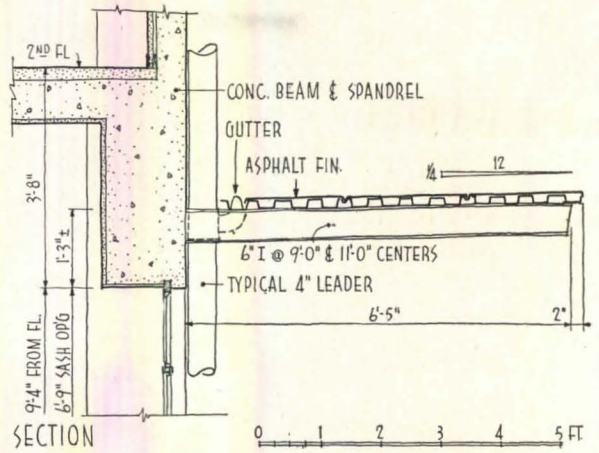 2ND FL
CONC. BEAM & SPANDREL
GUTTER
ASPHALT FIN.
1/4
12
3'-8"
1'-3"±
6" I @ 9'-0" & 11'-0" CENTERS
TYPICAL 4" LEADER
6'-5"
2"
9'-4" FROM FL.
6'-9" SASH OP'G
SECTION
0 1 2 3 4 5 FT.